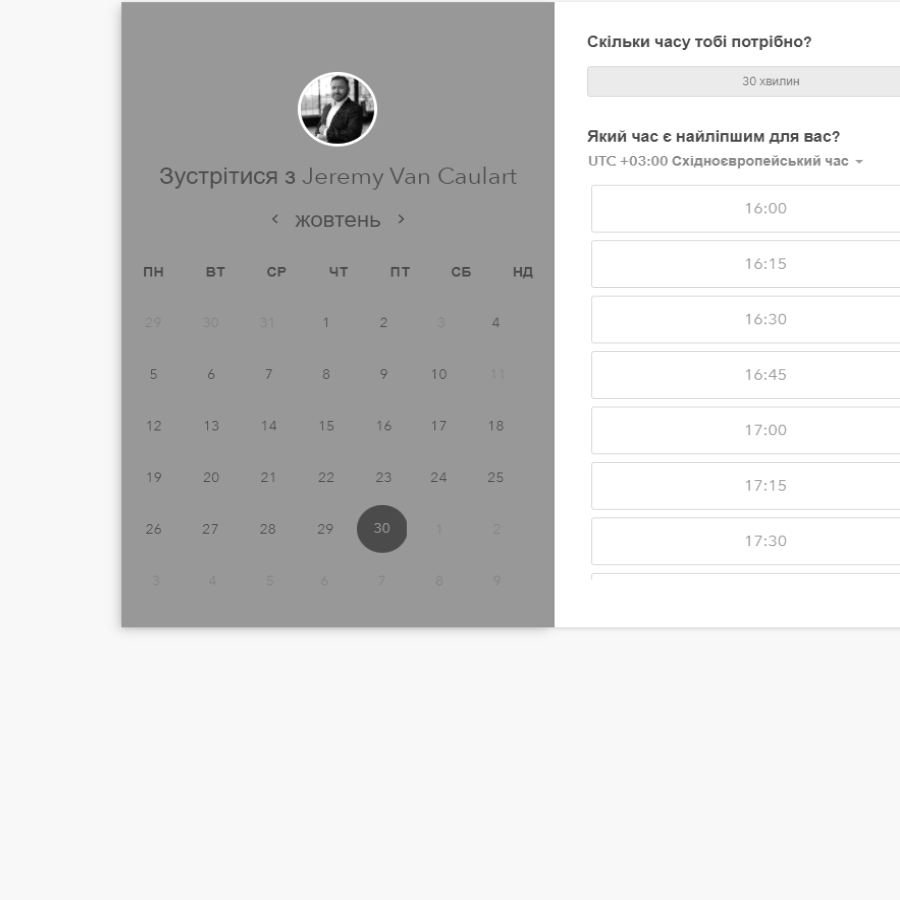 Зустрітися з Jeremy Van Caulart
жовтень
ПН ВТ СР ЧТ ПТ СБ НД
29 30 31 1 2 3 4
5 6 7 8 9 10 11
12 13 14 15 16 17 18
19 20 21 22 23 24 25
26 27 28 29 30 1 2
3 4 5 6 7 8 9
Скільки часу тобі потрібно?
30 хвилин
Який час є найліпшим для вас?
UTC +03:00 Східноєвропейський час
16:00
16:15
16:30
16:45
17:00
17:15
17:30